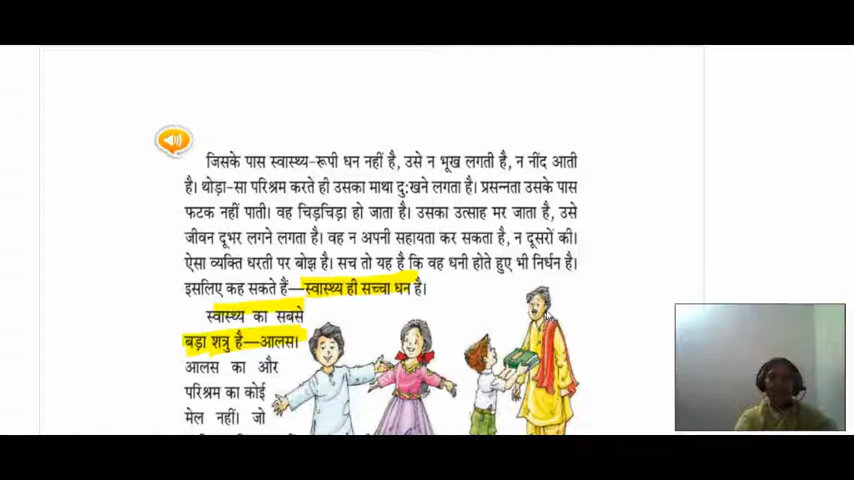 जिसके पास स्वास्थ्य-रूपी धन नहीं है, उसे न भूख लगती है, न नींद आती
है। थोड़ा-सा परिश्रम करते ही उसका माथा दुःखने लगता है। प्रसन्नता उसके पास
फटक नहीं पाती। वह चिड़चिड़ा हो जाता है। उसका उत्साह मर जाता है, उसे
जीवन दूभर लगने लगता है। वह न अपनी सहायता कर सकता है, न दूसरों की।
ऐसा व्यक्ति धरती पर बोझ है। सच तो यह है कि वह धनी होते हुए भी निर्धन है।
इसलिए कह सकते हैं—स्वास्थ्य ही सच्चा धन है।
स्वास्थ्य का सबसे
बड़ा शत्रु है—आलस।
आलस का और
परिश्रम का कोई
मेल नहीं। जो